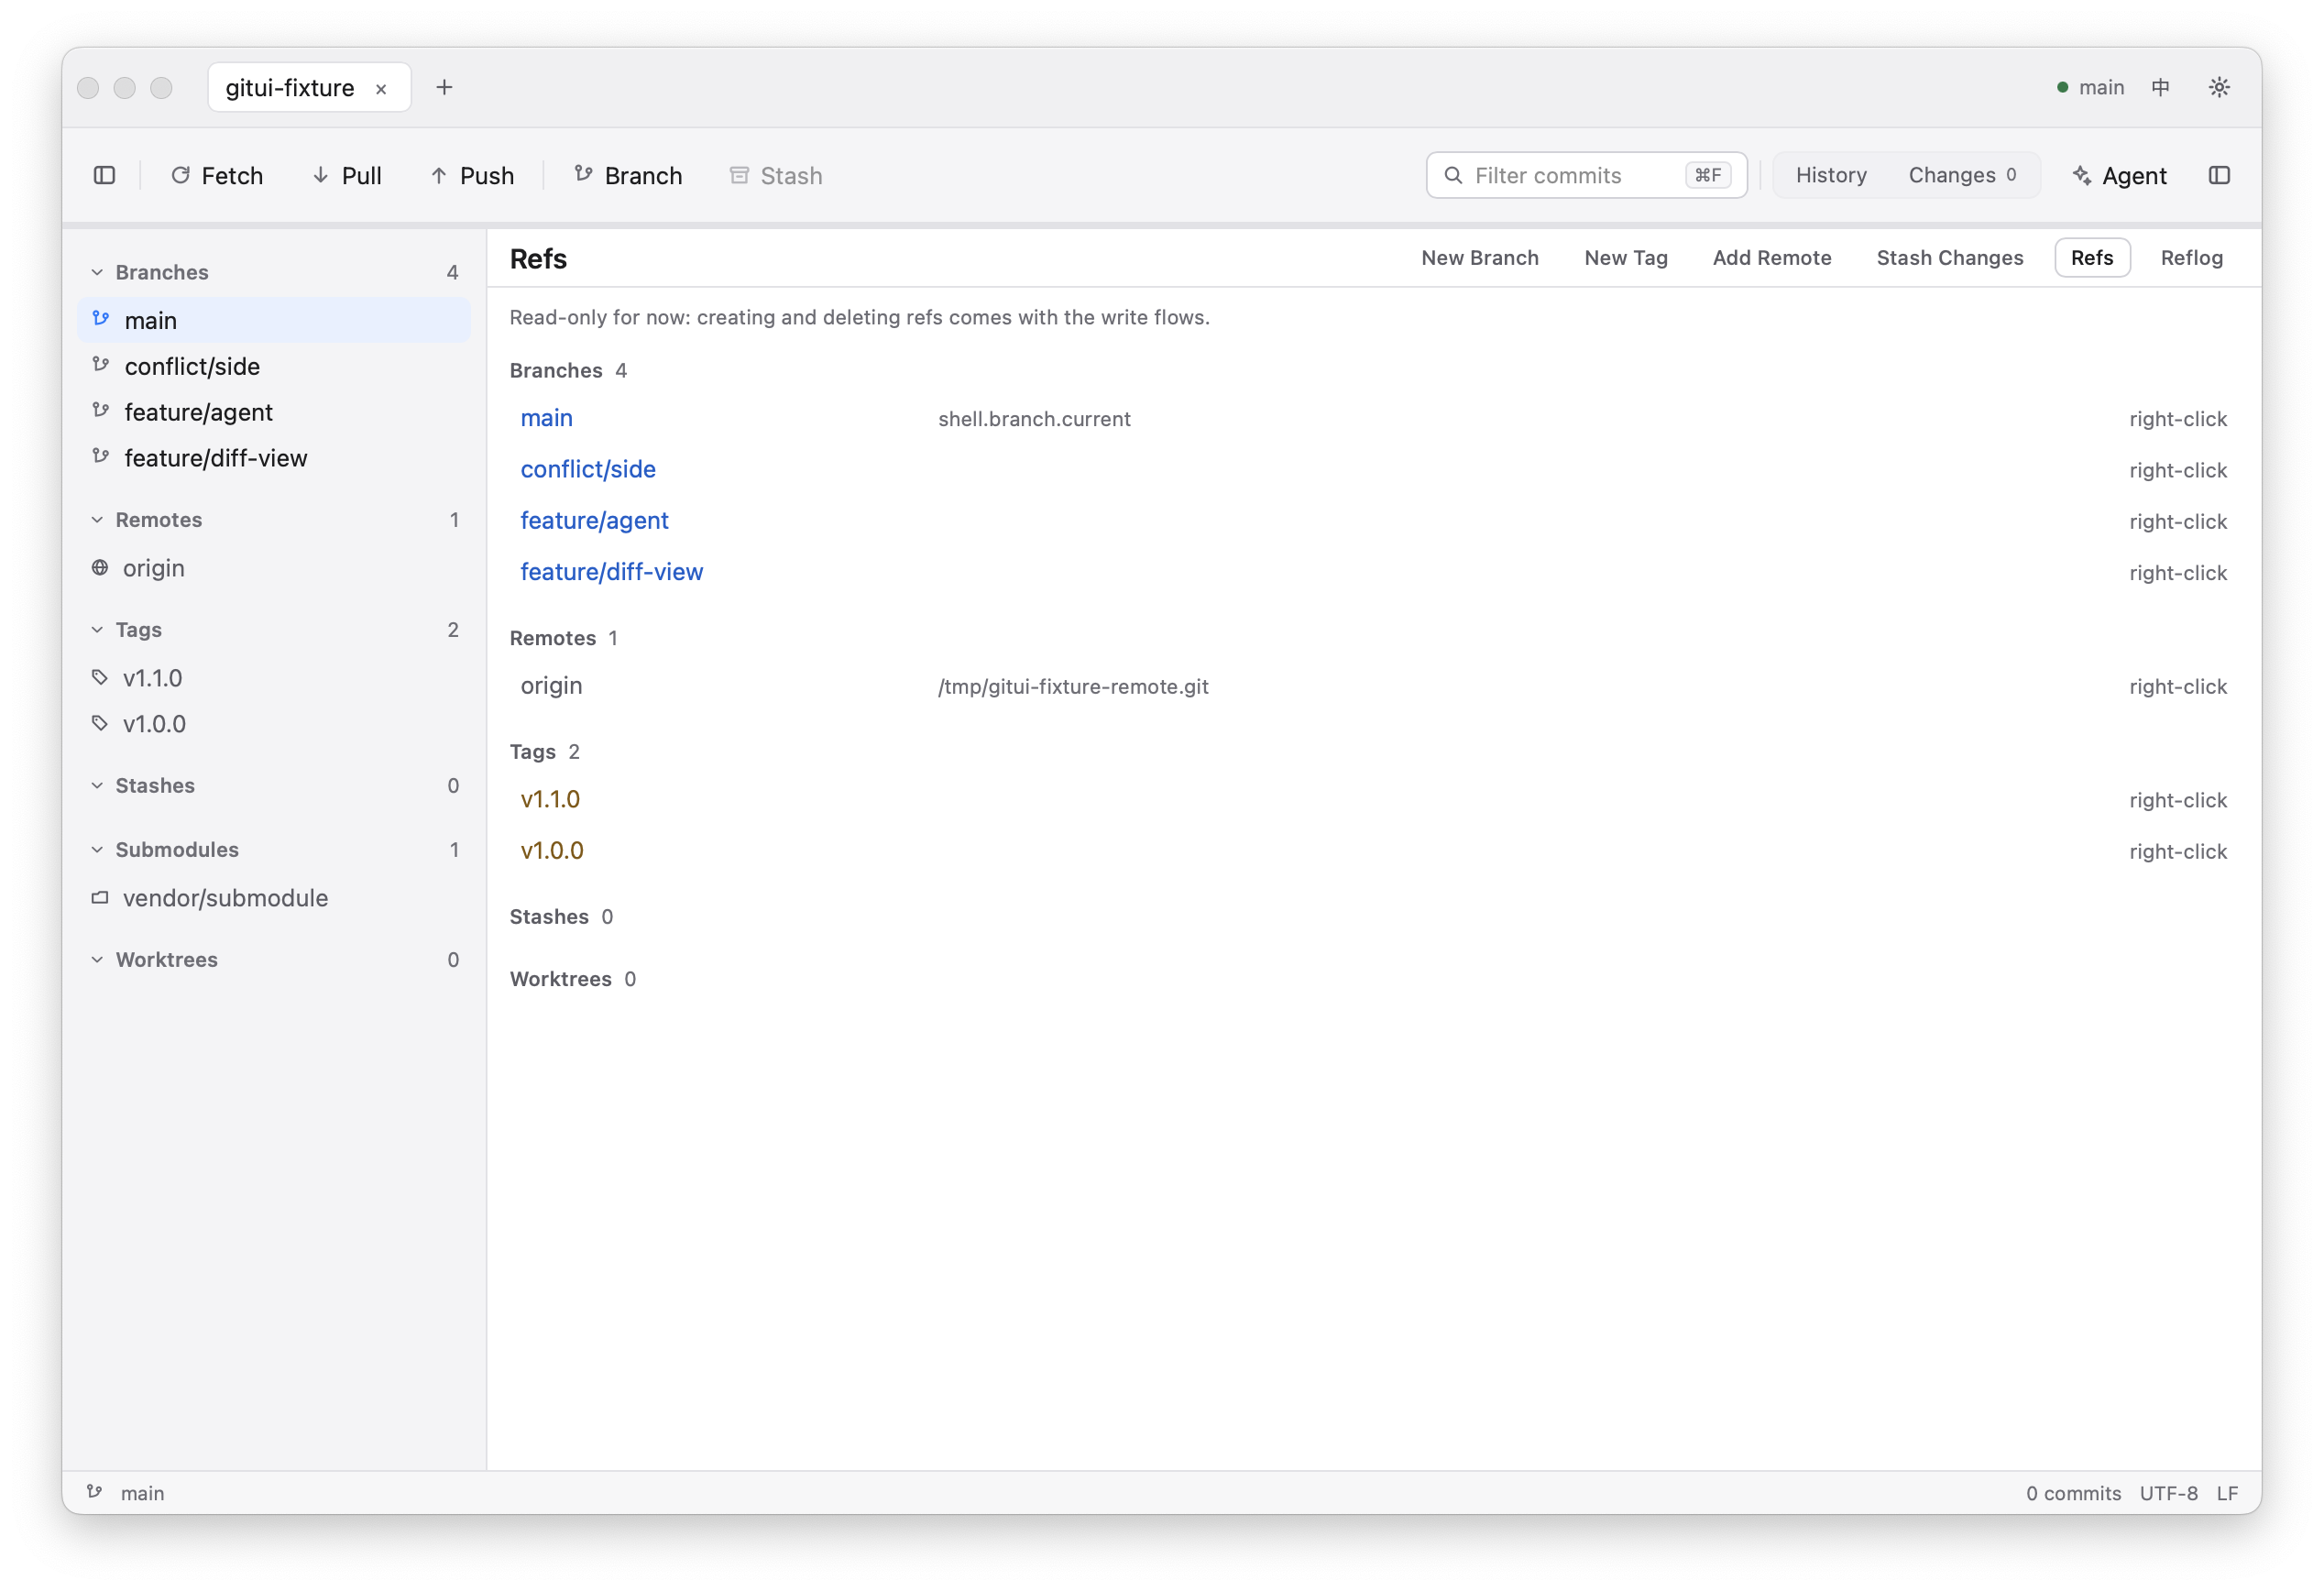 gitui-fixture ×
main 中
Fetch Pull Push Branch Stash
Filter commits ⌘F History Changes 0 Agent
Branches 4
main
conflict/side
feature/agent
feature/diff-view
Remotes 1
origin
Tags 2
v1.1.0
v1.0.0
Stashes 0
Submodules 1
vendor/submodule
Worktrees 0
Refs New Branch New Tag Add Remote Stash Changes Refs Reflog
Read-only for now: creating and deleting refs comes with the write flows.
Branches 4
main shell.branch.current right-click
conflict/side right-click
feature/agent right-click
feature/diff-view right-click
Remotes 1
origin /tmp/gitui-fixture-remote.git right-click
Tags 2
v1.1.0 right-click
v1.0.0 right-click
Stashes 0
Worktrees 0
main 0 commits UTF-8 LF